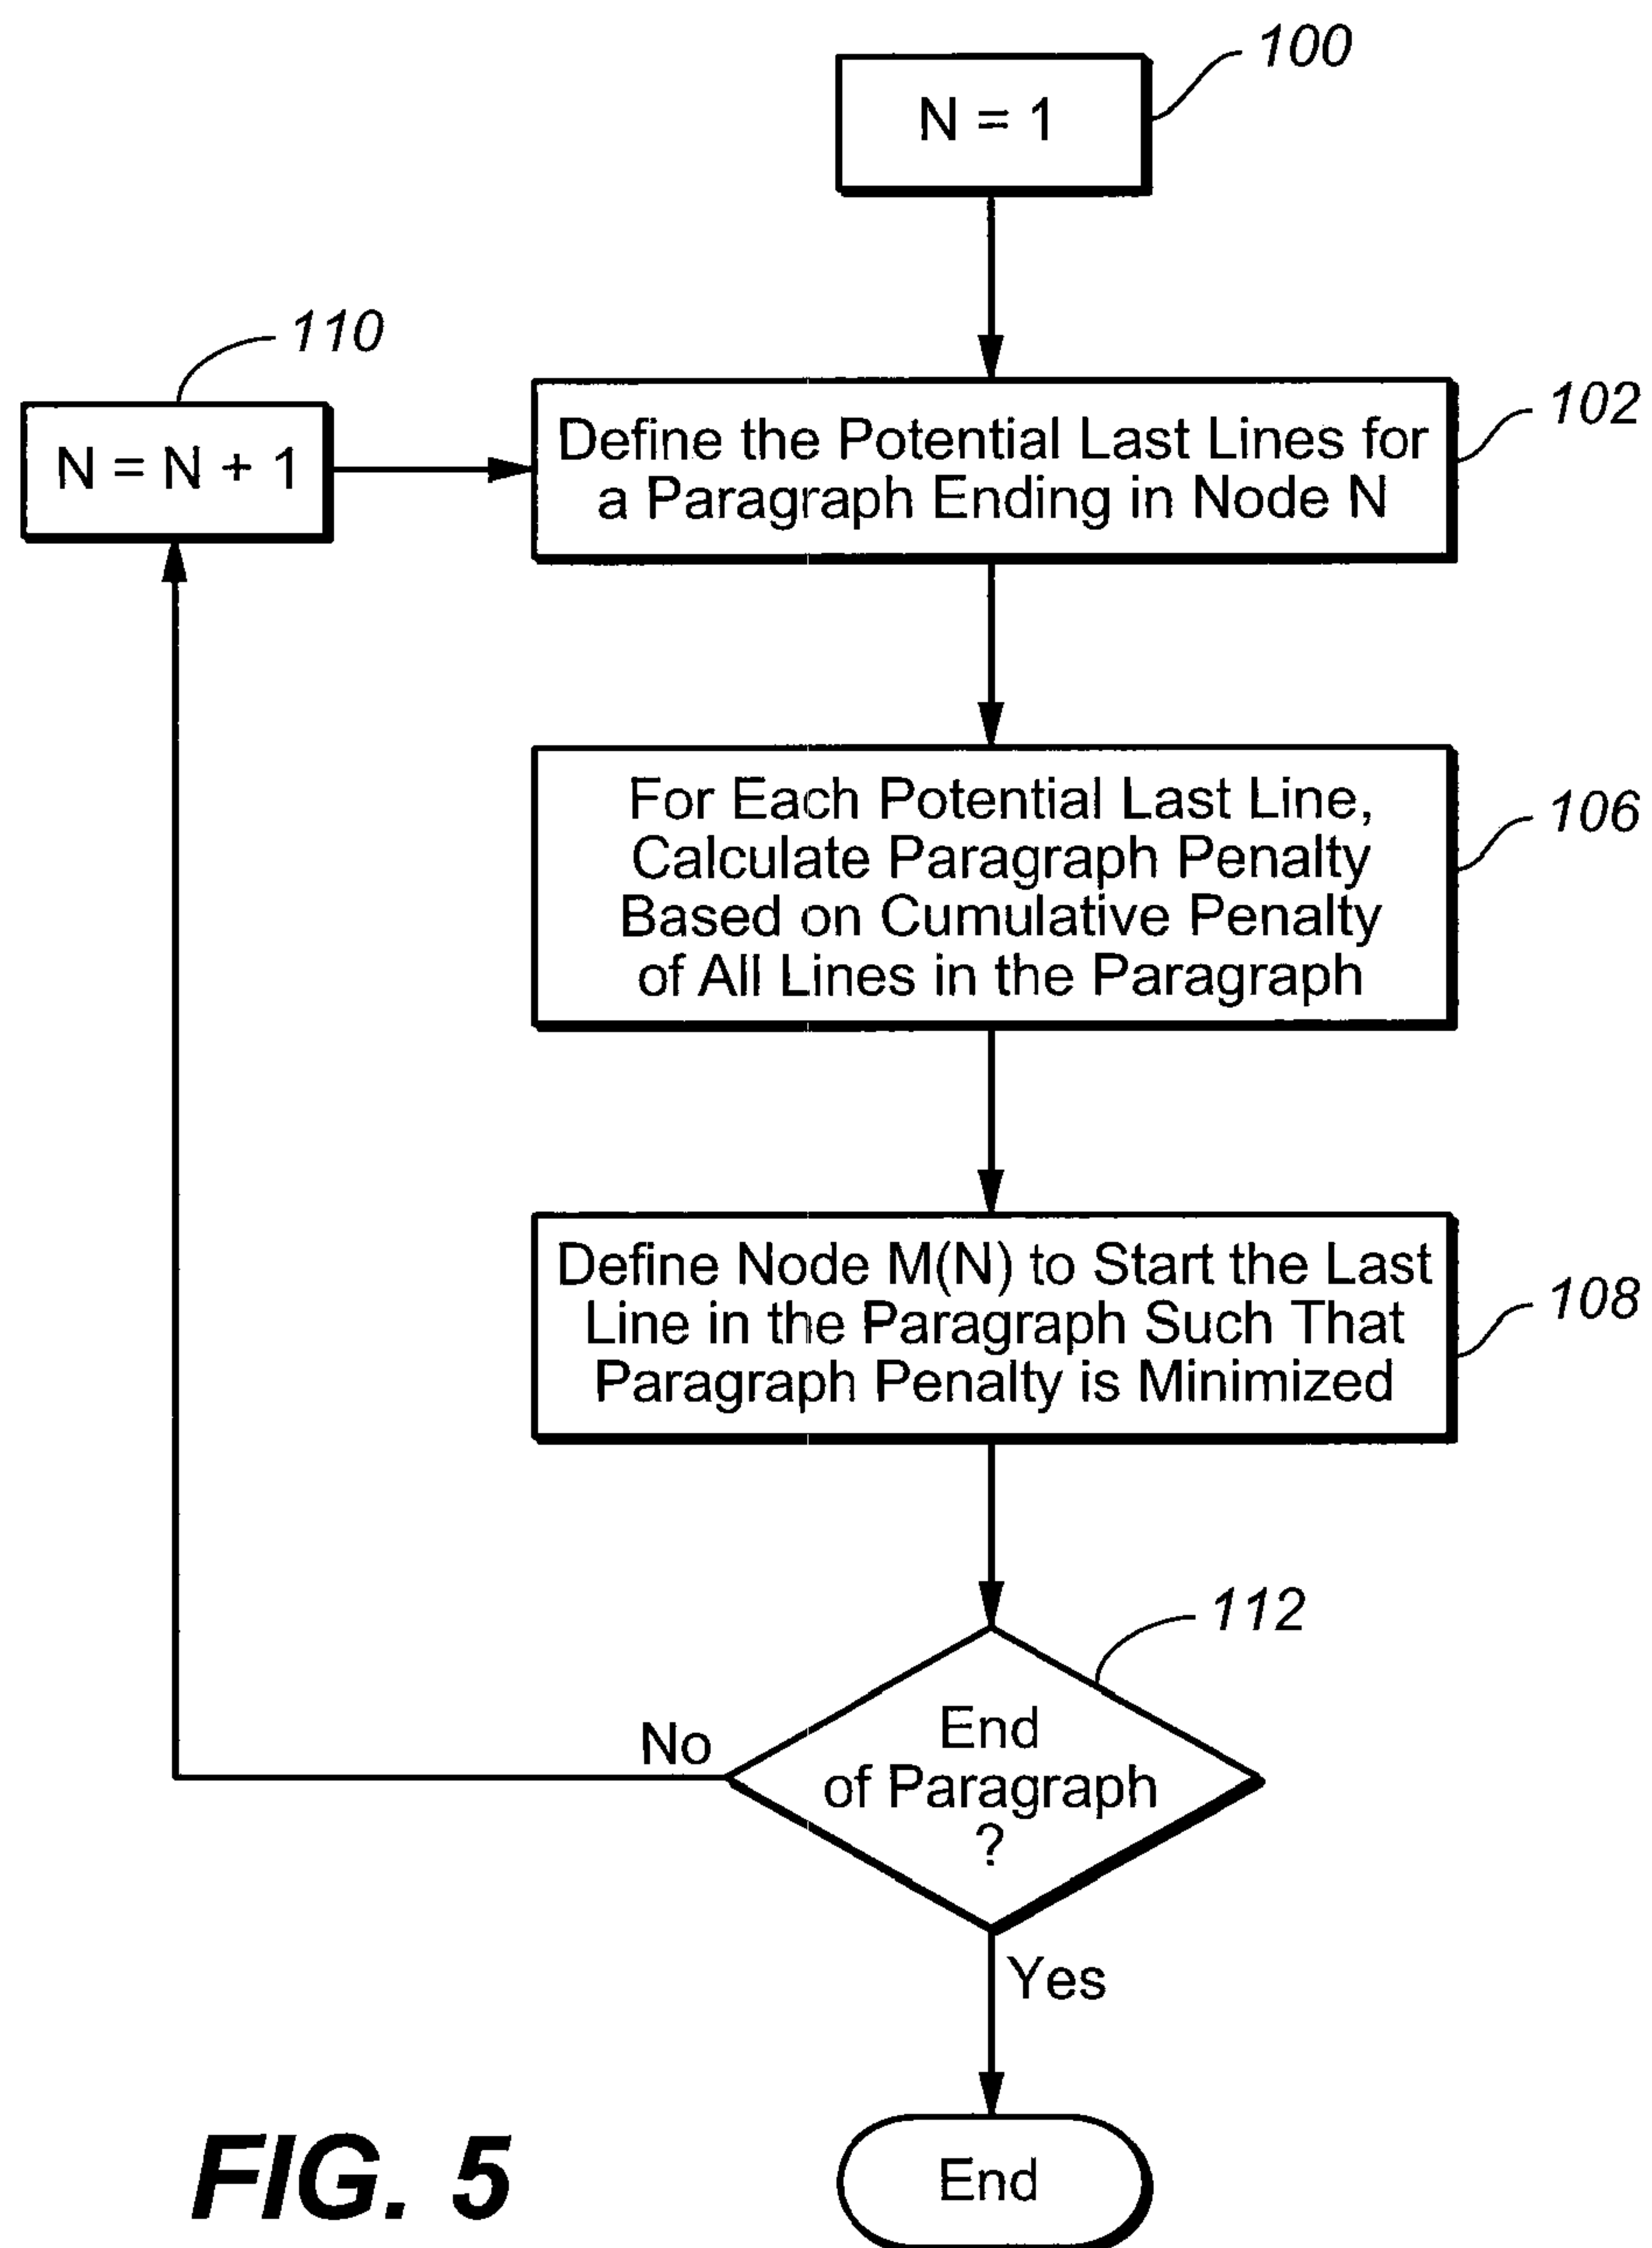 100
N = 1
110
N = N + 1
102
Define the Potential Last Lines for
a Paragraph Ending in Node N
106
For Each Potential Last Line,
Calculate Paragraph Penalty
Based on Cumulative Penalty
of All Lines in the Paragraph
108
Define Node M(N) to Start the Last
Line in the Paragraph Such That
Paragraph Penalty is Minimized
112
End
of Paragraph
?
No
Yes
End
FIG. 5